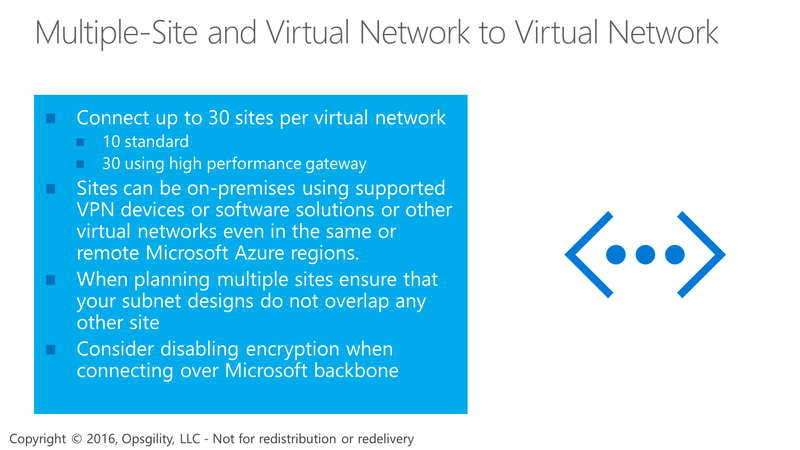 Multiple-Site and Virtual Network to Virtual Network
Connect up to 30 sites per virtual network
10 standard
30 using high performance gateway
Sites can be on-premises using supported
VPN devices or software solutions or other
virtual networks even in the same or
remote Microsoft Azure regions.
When planning multiple sites ensure that
your subnet designs do not overlap any
other site
Consider disabling encryption when
connecting over Microsoft backbone
Copyright © 2016, Opsgility, LLC - Not for redistribution or redelivery